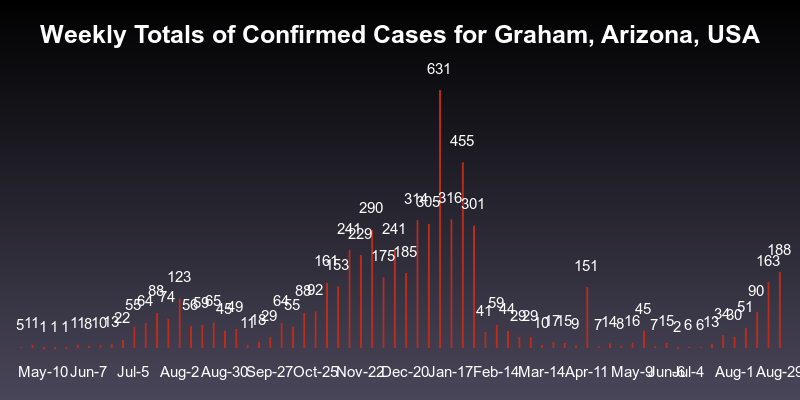 Weekly Totals of Confirmed Cases for Graham, Arizona, USA
5 11 1 1 1 11 8 10 13 22 55 64 88 74 123 56 59 65 45 49 11 18 29 64 55 88 92 161 153 241 229 290 175 241 185 314 305 631 316 455 301 41 59 44 29 29 10 17 15 9 151 7 14 8 16 45 7 15 2 6 6 13 34 30 51 90 163 188
May-10 Jun-7 Jul-5 Aug-2 Aug-30 Sep-27 Oct-25 Nov-22 Dec-20 Jan-17 Feb-14 Mar-14 Apr-11 May-9 Jun-6 Jul-4 Aug-1 Aug-29